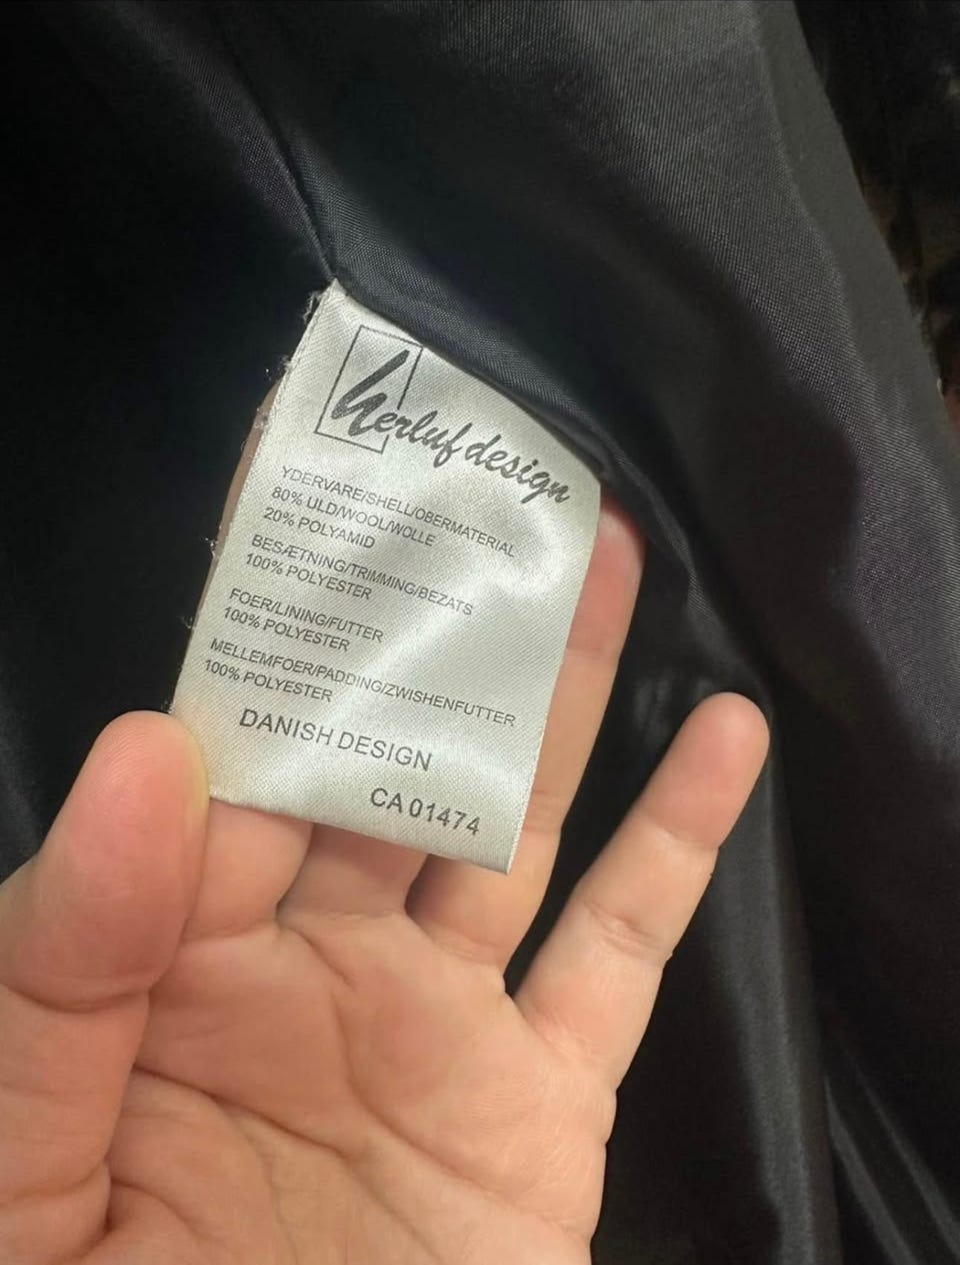 herluf design
YDERVARE/SHELL/OBERMATERIAL
80% ULD/WOOL/WOLLE
20% POLYAMID
BESÆTNING/TRIMMING/BEZATS
100% POLYESTER
FOER/LINING/FUTTER
100% POLYESTER
MELLEMFOER/PADDING/ZWISHENFUTTER
100% POLYESTER
DANISH DESIGN
CA 01474